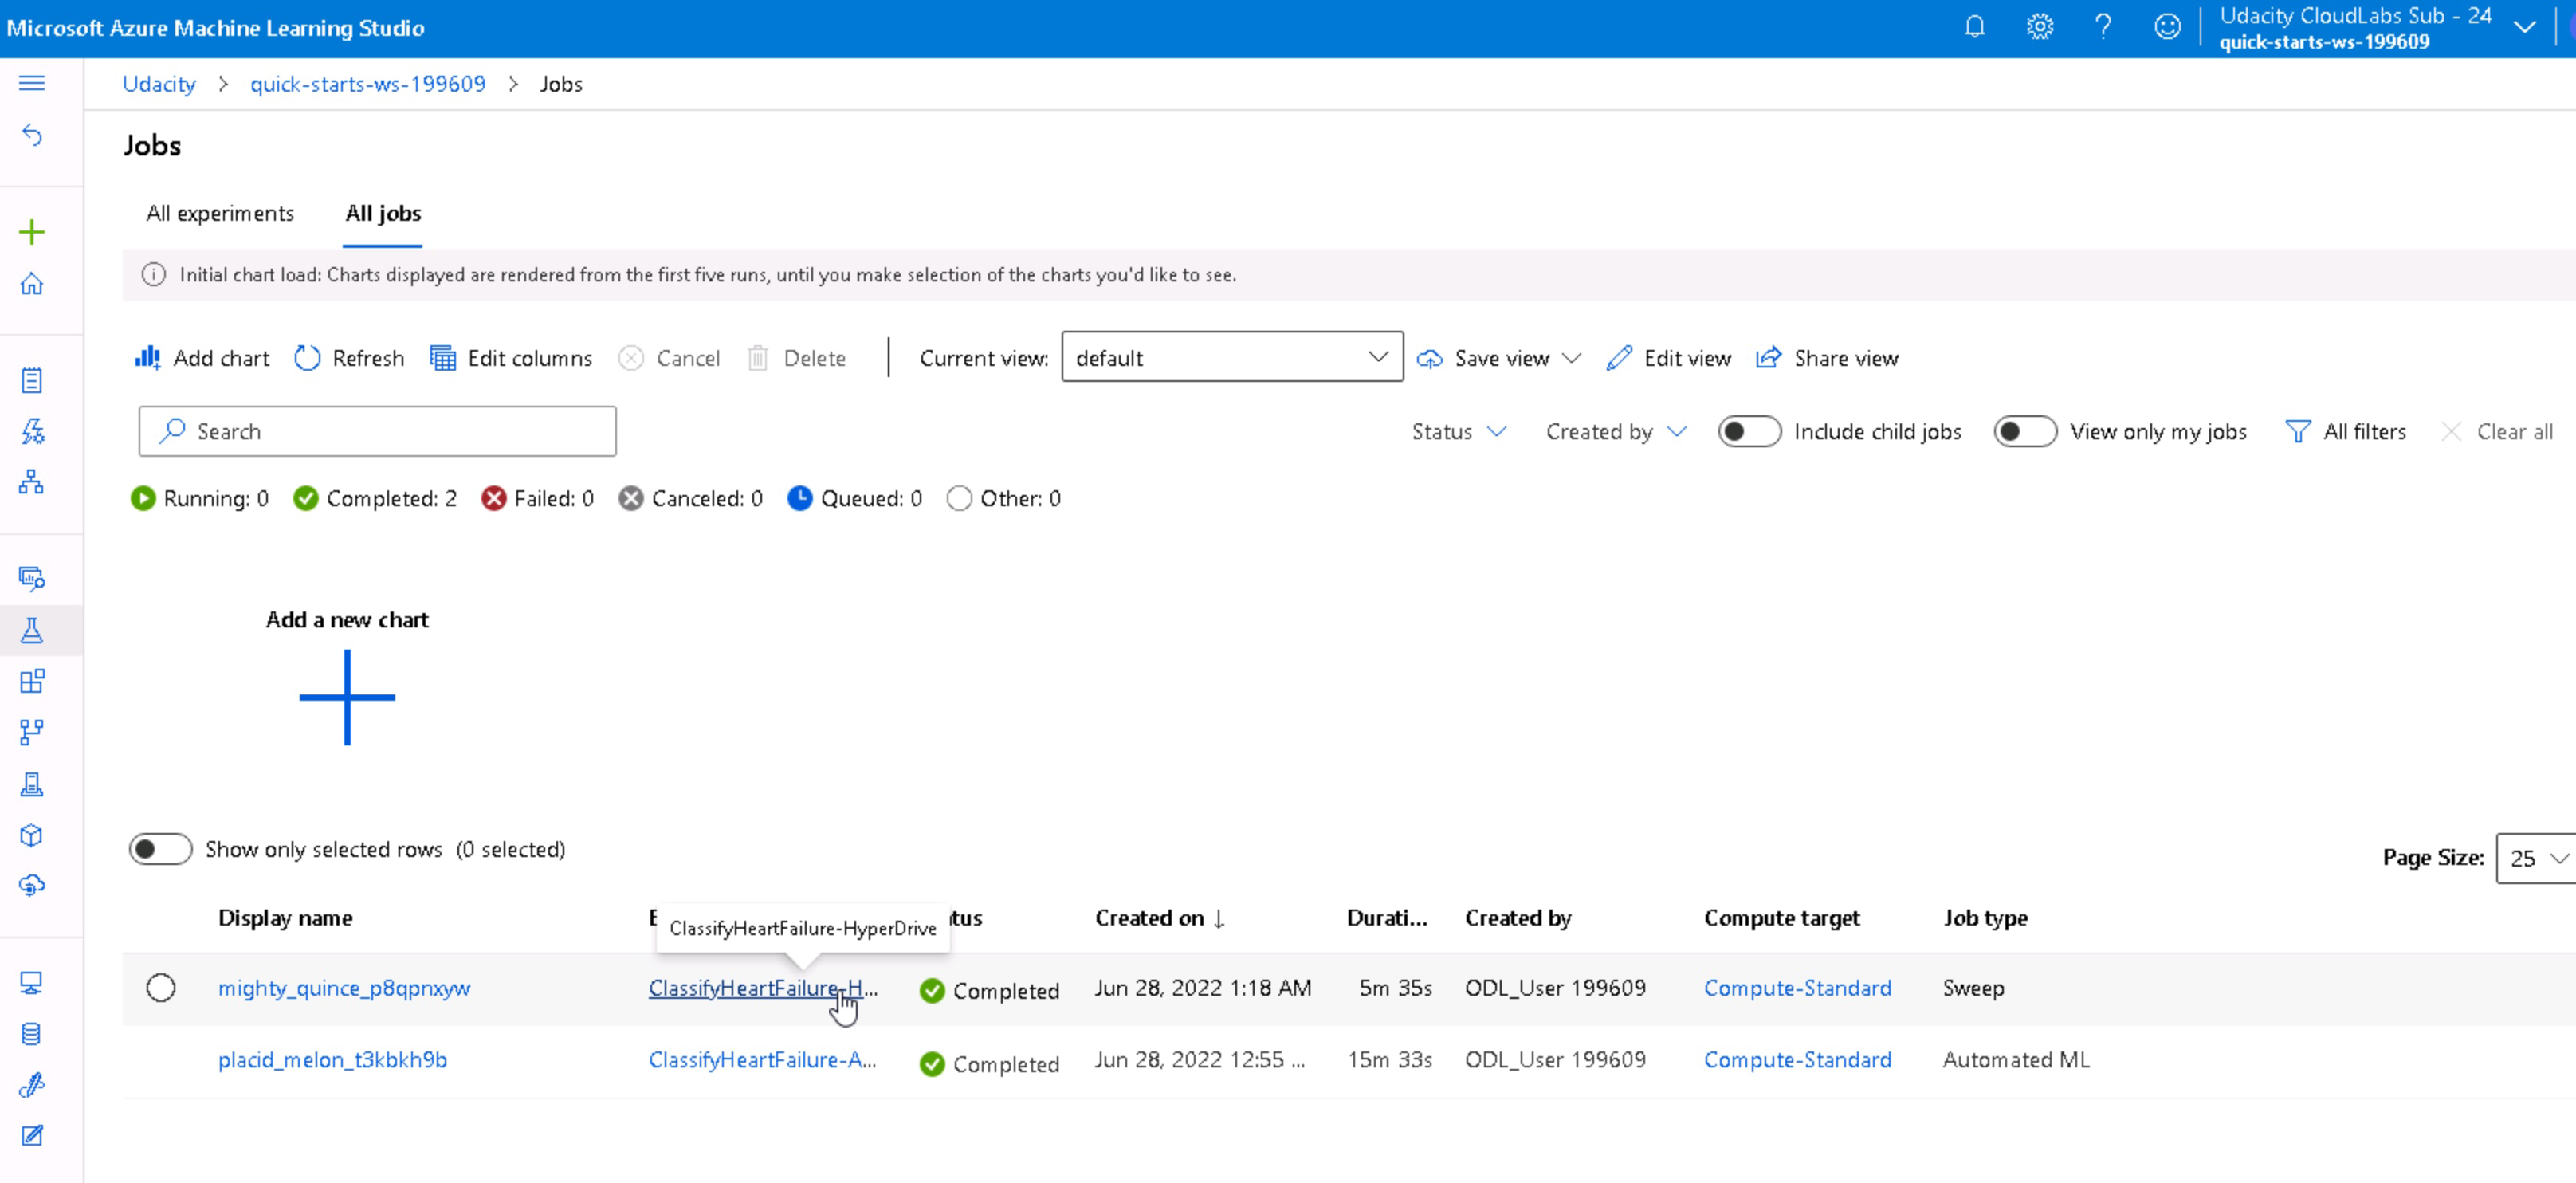 Microsoft Azure Machine Learning Studio
Udacity CloudLabs Sub - 24
quick-starts-ws-199609
Udacity > quick-starts-ws-199609 > Jobs
Jobs
All experiments All jobs
Initial chart load: Charts displayed are rendered from the first five runs, until you make selection of the charts you'd like to see.
Add chart Refresh Edit columns Cancel Delete Current view: default Save view Edit view Share view
Search Status Created by Include child jobs View only my jobs All filters Clear all
Running: 0 Completed: 2 Failed: 0 Canceled: 0 Queued: 0 Other: 0
Add a new chart
Show only selected rows (0 selected) Page Size: 25
ClassifyHeartFailure-HyperDrive
Display name Created on ↓ Durati... Created by Compute target Job type
mighty_quince_p8qpnxyw ClassifyHeartFailure-H... Completed Jun 28, 2022 1:18 AM 5m 35s ODL_User 199609 Compute-Standard Sweep
placid_melon_t3kbkh9b ClassifyHeartFailure-A... Completed Jun 28, 2022 12:55 ... 15m 33s ODL_User 199609 Compute-Standard Automated ML